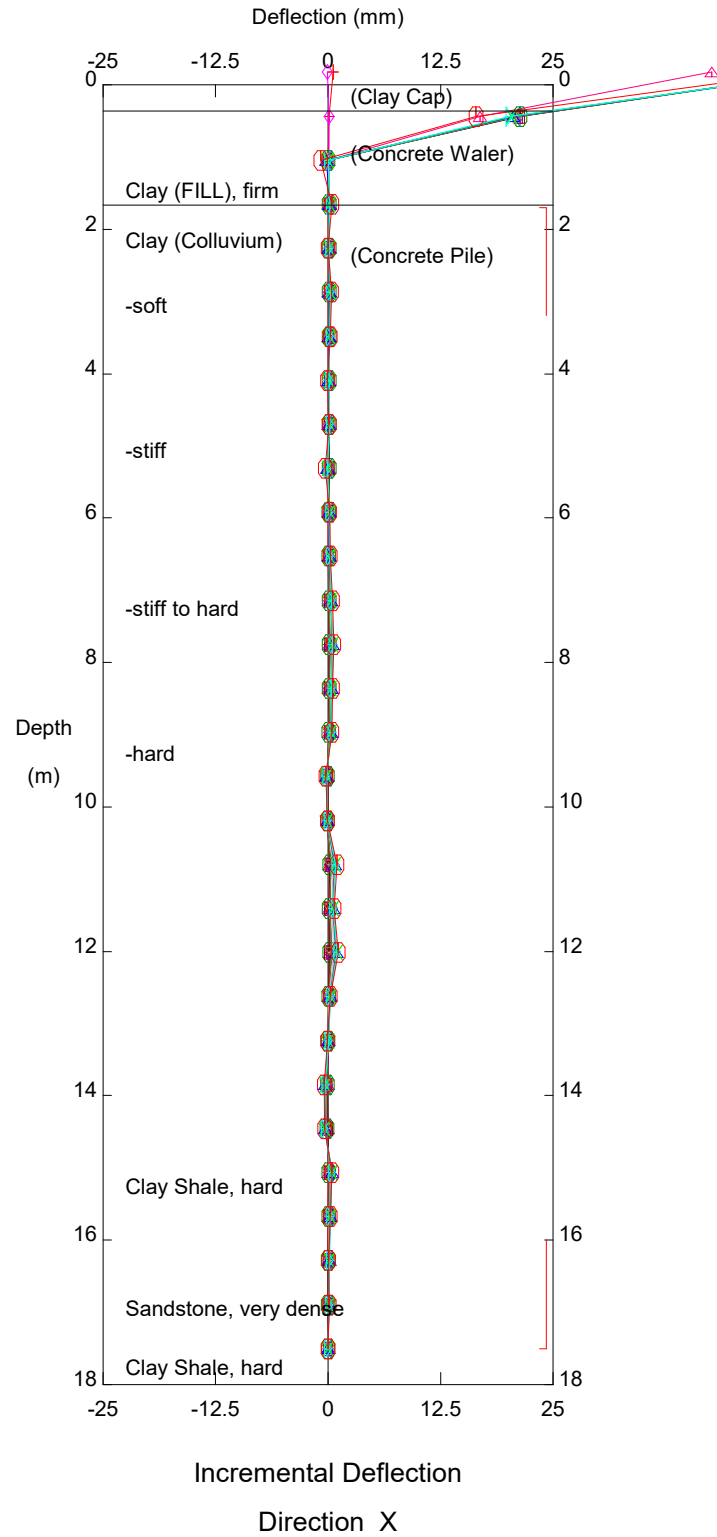 Deflection (mm)
-25 -12.5 0 12.5 25
0 0
(Clay Cap)
(Concrete Waler)
Clay (FILL), firm
2 2
Clay (Colluvium)
(Concrete Pile)
-soft
4 4
-stiff
6 6
-stiff to hard
8 8
Depth
(m)
-hard
10 10
12 12
14 14
Clay Shale, hard
16 16
Sandstone, very dense
Clay Shale, hard
18 18
-25 -12.5 0 12.5 25
Incremental Deflection
Direction X